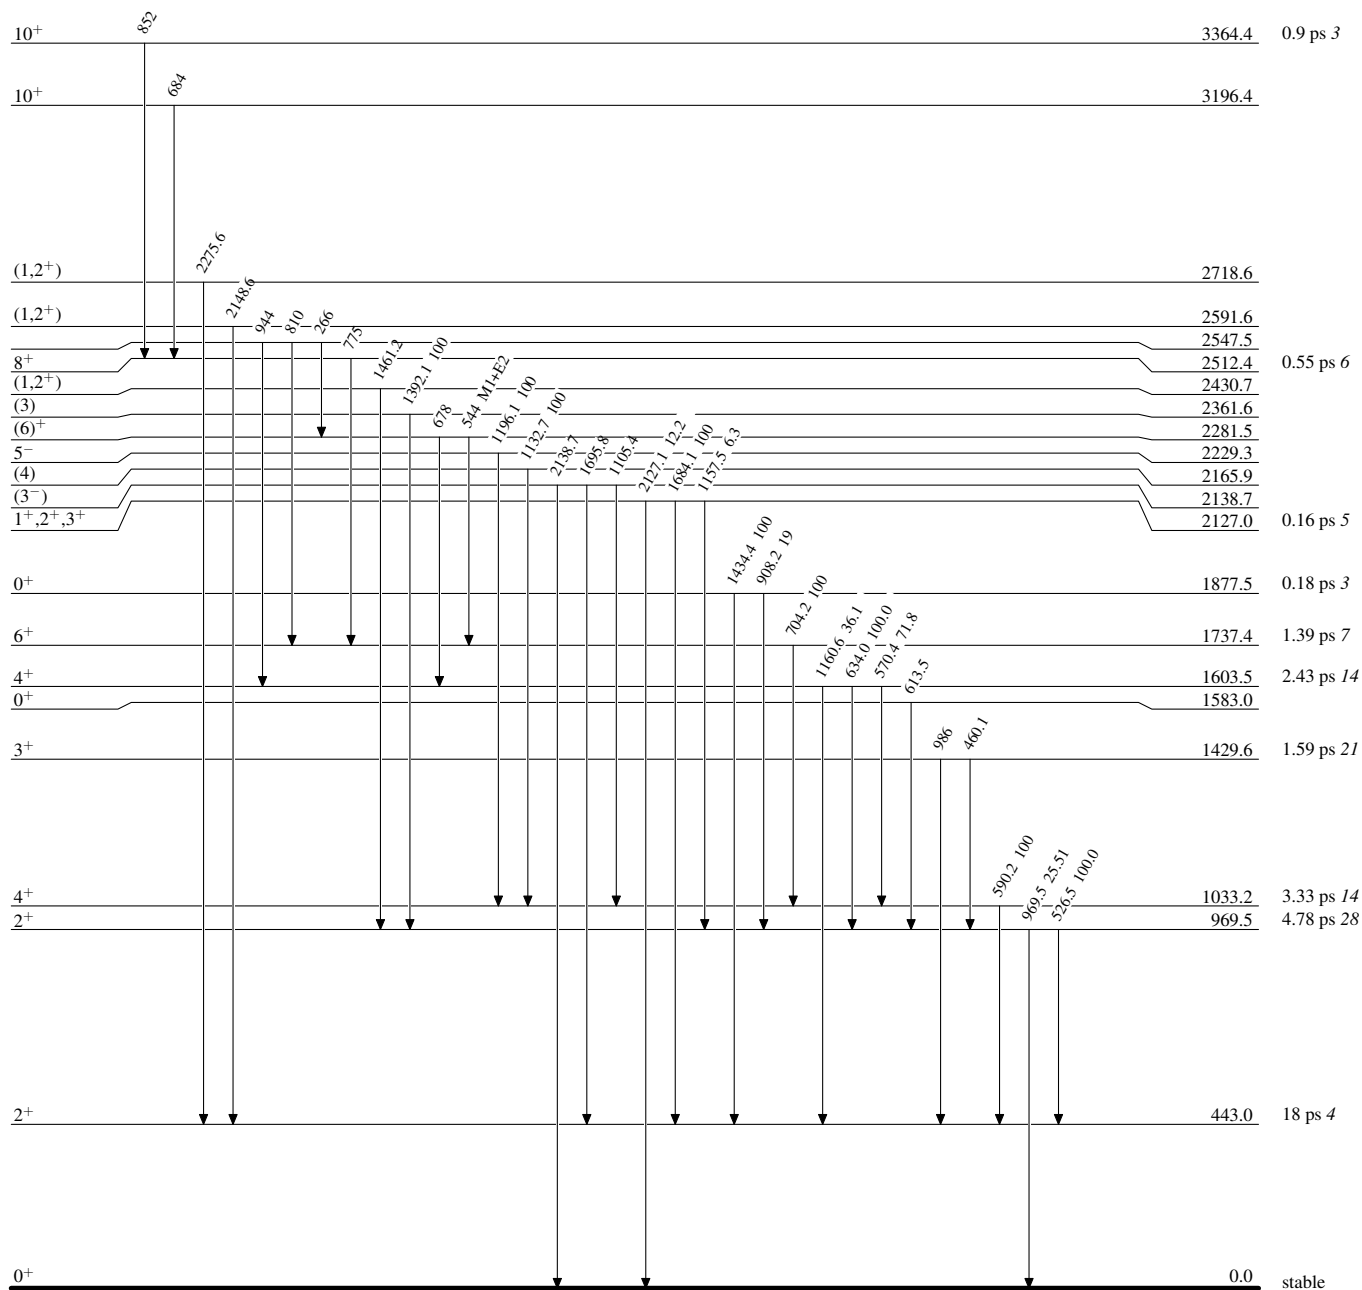 852
10+ 3364.4 0.9 ps 3
684
10+ 3196.4
2275.6
(1,2+) 2718.6
2148.6
(1,2+) 2591.6
944 810 266
2547.5
775
8+ 2512.4 0.55 ps 6
1461.2
(1,2+) 2430.7
1392.1 100
(3) 2361.6
678 544 M1+E2
(6)+ 2281.5
1196.1 100
5− 2229.3
1132.7 100
(4) 2165.9
2138.7 1695.8 1105.4
(3−) 2138.7
2127.1 12.2 1684.1 100 1157.5 6.3
1+,2+,3+ 2127.0 0.16 ps 5
1434.4 100 908.2 19
0+ 1877.5 0.18 ps 3
704.2 100
6+ 1737.4 1.39 ps 7
1160.6 36.1 634.0 100.0 570.4 71.8
4+ 1603.5 2.43 ps 14
613.5
0+ 1583.0
986 460.1
3+ 1429.6 1.59 ps 21
590.2 100
4+ 1033.2 3.33 ps 14
969.5 25.51 526.5 100.0
2+ 969.5 4.78 ps 28
2+ 443.0 18 ps 4
0+ 0.0 stable